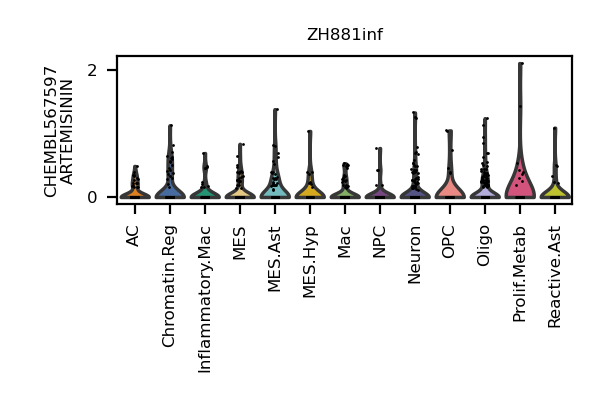 ZH881inf
CHEMBL567597
ARTEMISININ
2
0
AC
Chromatin.Reg
Inflammatory.Mac
MES
MES.Ast
MES.Hyp
Mac
NPC
Neuron
OPC
Oligo
Prolif.Metab
Reactive.Ast